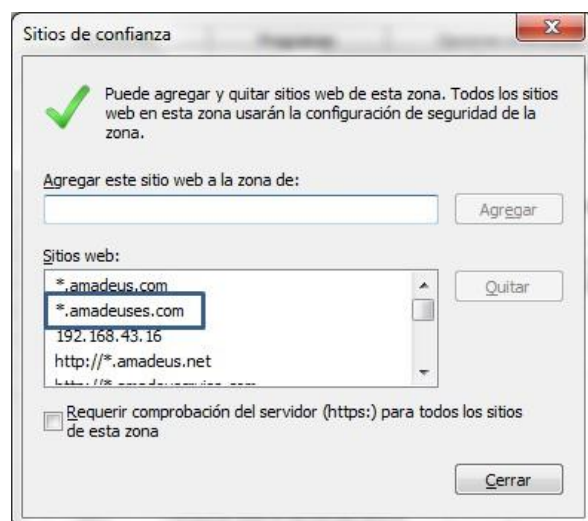 Sitios de confianza
Puede agregar y quitar sitios web de esta zona. Todos los sitios
web en esta zona usarán la configuración de seguridad de la
zona.
Agregar este sitio web a la zona de:
Agregar
Sitios web:
*.amadeus.com
*.amadeuses.com
192.168.43.16
http://*.amadeus.net
Quitar
Requerir comprobación del servidor (https:) para todos los sitios
de esta zona
Cerrar